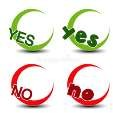 YES yes
NO no